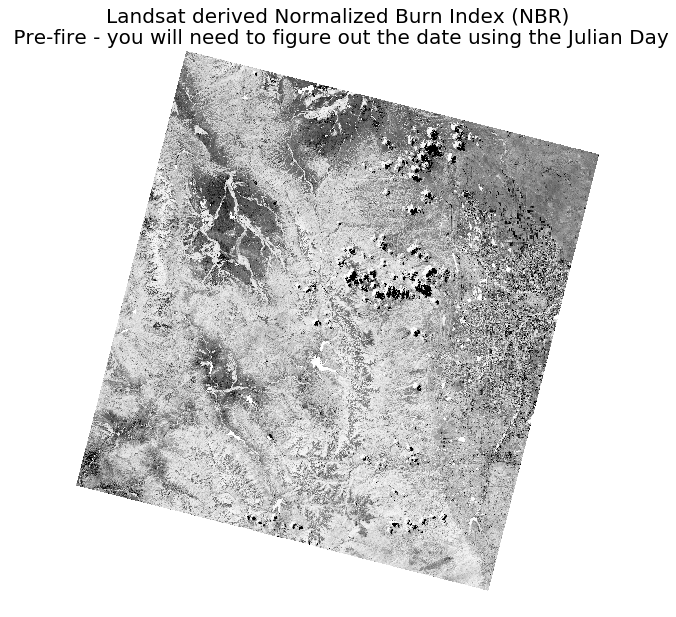 Landsat derived Normalized Burn Index (NBR)
Pre-fire - you will need to figure out the date using the Julian Day